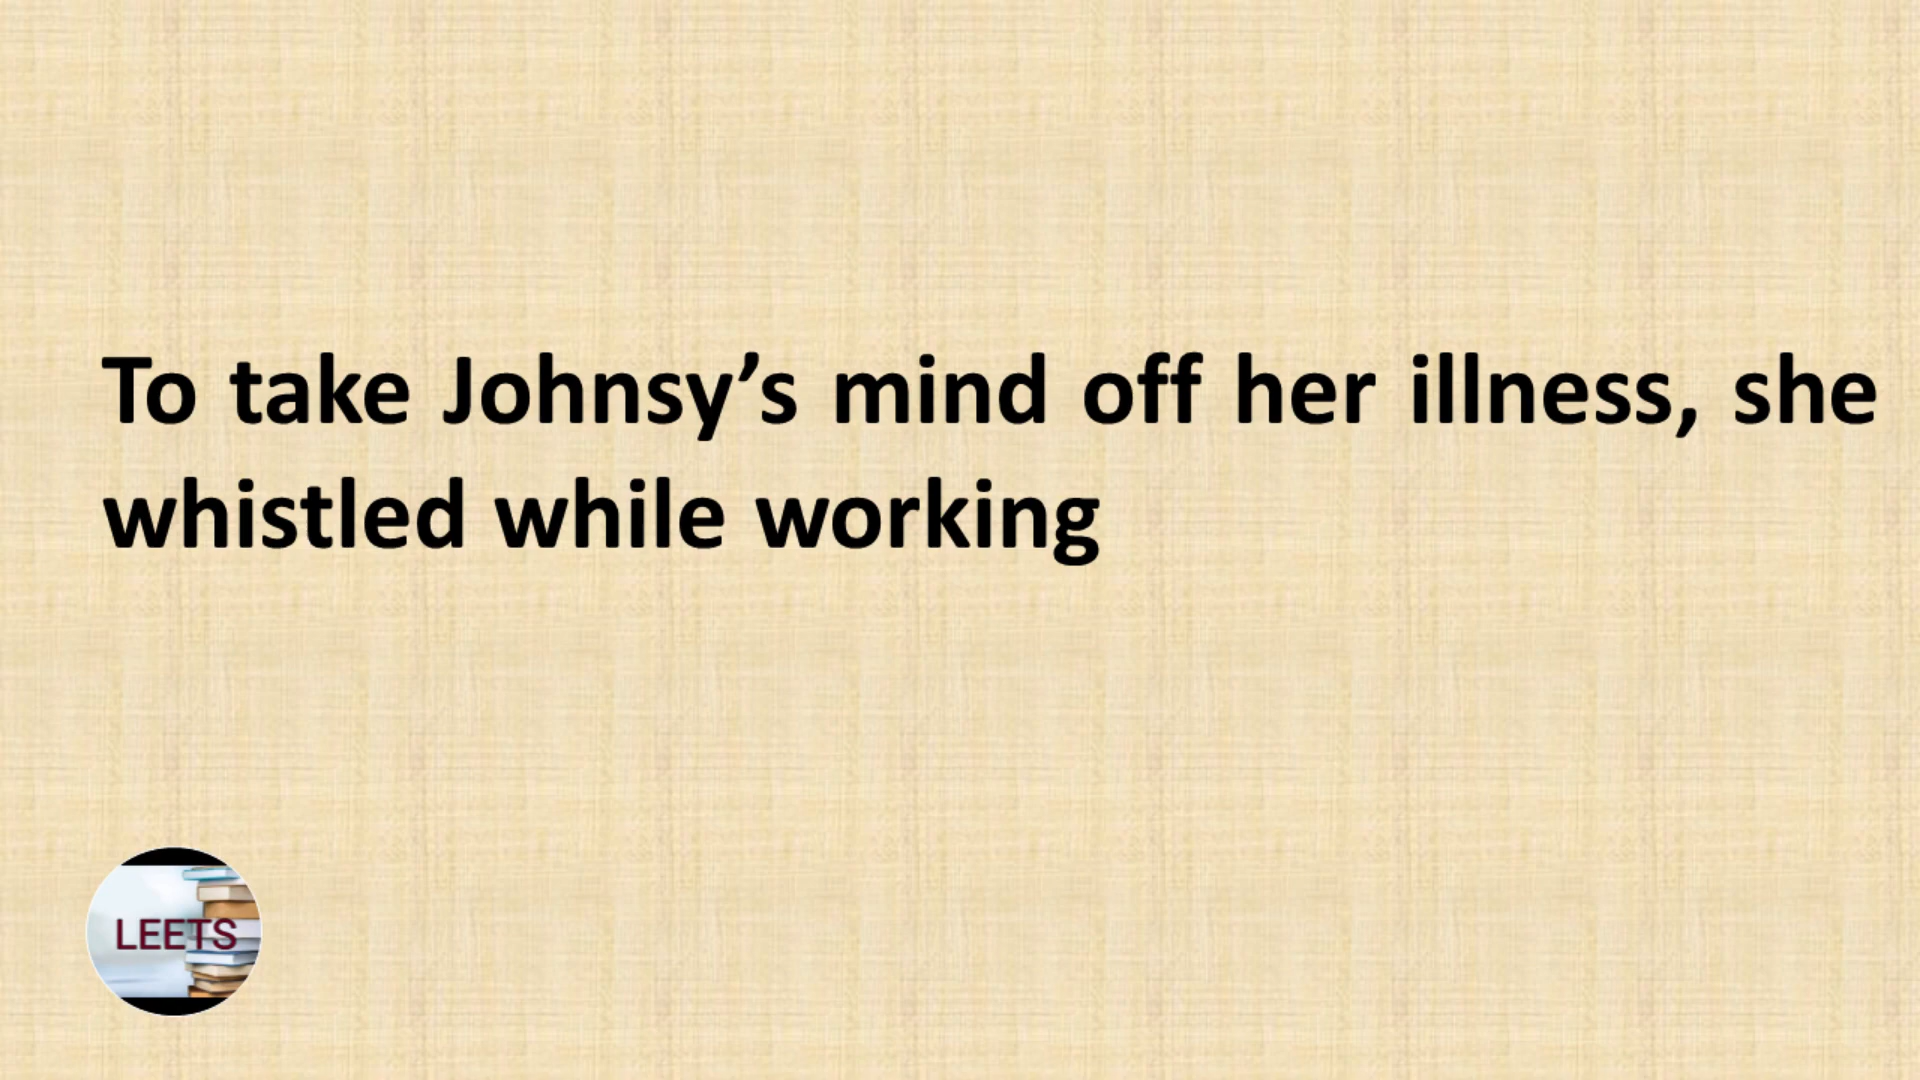 To take Johnsy’s mind off her illness, she
whistled while working
LEETS